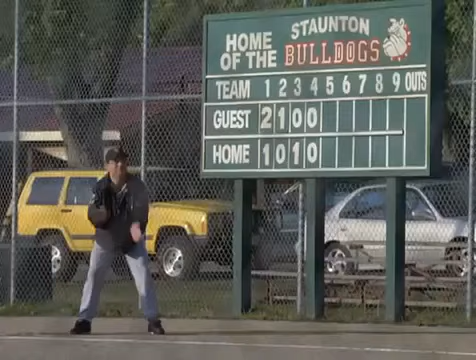 STAUNTON
HOME BULLDOGS
OF THE
TEAM 1 2 3 4 5 6 7 8 9 OUTS
GUEST 2 1 0 0
HOME 1 0 1 0